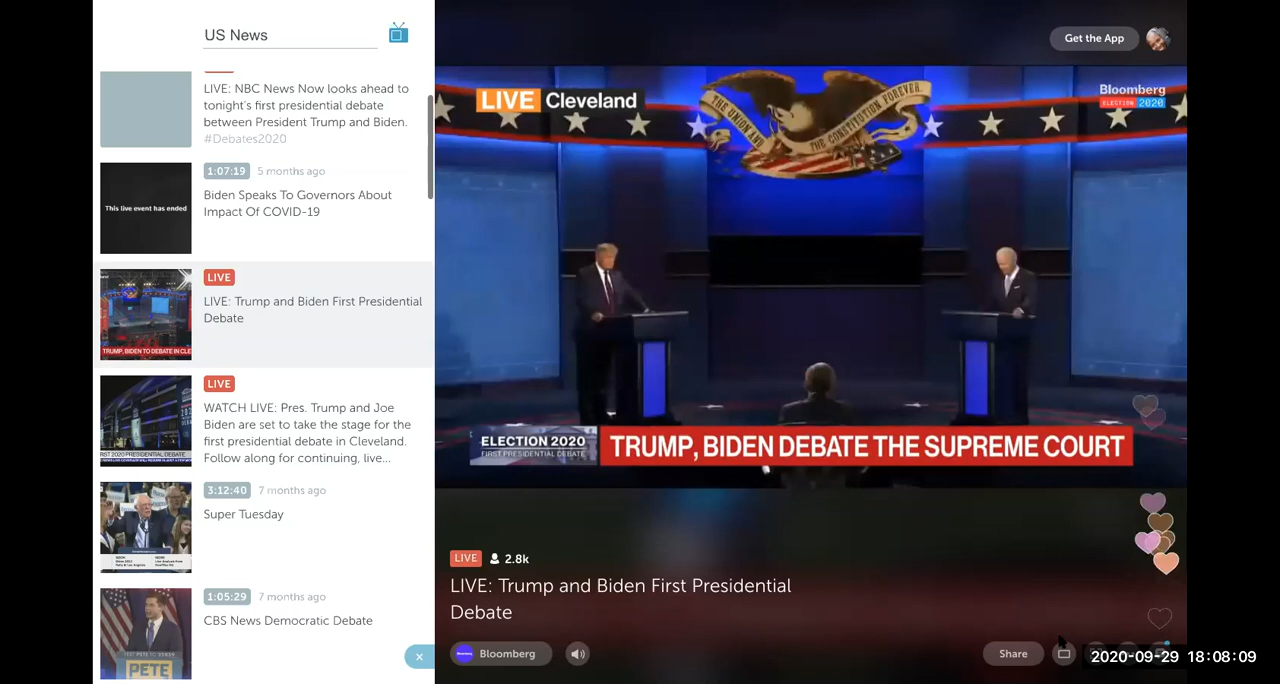 US News
LIVE: NBC News Now looks ahead to
tonight's first presidential debate
between President Trump and Biden.
#Debates2020
1:07:19 5 months ago
Biden Speaks To Governors About
Impact Of COVID-19
This live event has ended
LIVE
LIVE: Trump and Biden First Presidential
Debate
TRUMP, BIDEN TO DEBATE IN CLE
LIVE
WATCH LIVE: Pres. Trump and Joe
Biden are set to take the stage for the
first presidential debate in Cleveland.
Follow along for continuing, live...
RST 2020 PRESIDENTIAL DEBATE
3:12:40 7 months ago
Super Tuesday
1:05:29 7 months ago
CBS News Democratic Debate
PETE
Get the App
LIVE Cleveland
Bloomberg
ELECTION 2020
THE UNION AND THE CONSTITUTION FOREVER
ELECTION 2020
FIRST PRESIDENTIAL DEBATE
TRUMP, BIDEN DEBATE THE SUPREME COURT
LIVE 2.8k
LIVE: Trump and Biden First Presidential
Debate
Bloomberg
Share
2020-09-29 18:08:09